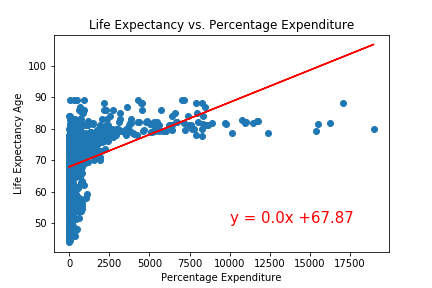 Life Expectancy vs. Percentage Expenditure
100
90
80
70
60
50
Life Expectancy Age
y = 0.0x +67.87
0 2500 5000 7500 10000 12500 15000 17500
Percentage Expenditure